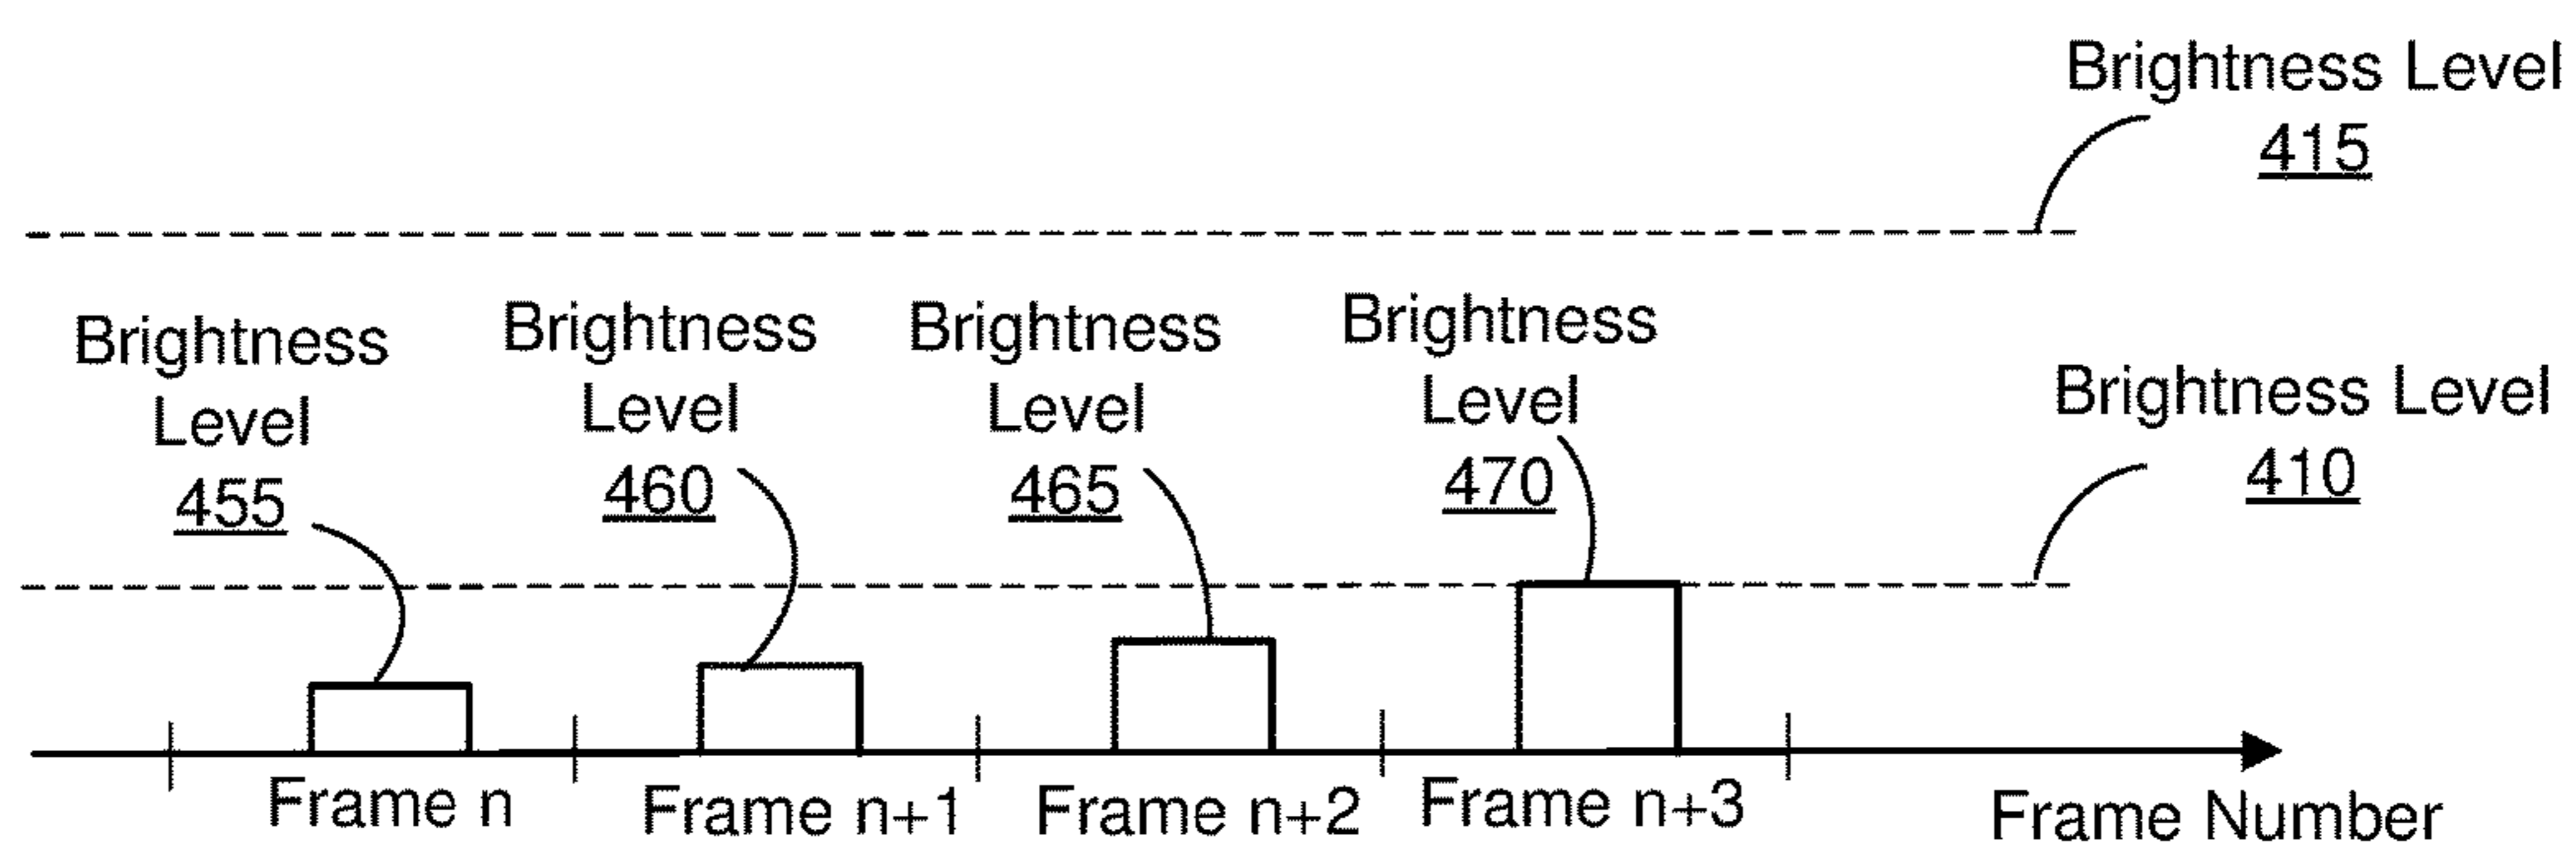 Brightness Level
415
Brightness
Level
455
Brightness
Level
460
Brightness
Level
465
Brightness
Level
470
Brightness Level
410
Frame n
Frame n+1
Frame n+2
Frame n+3
Frame Number